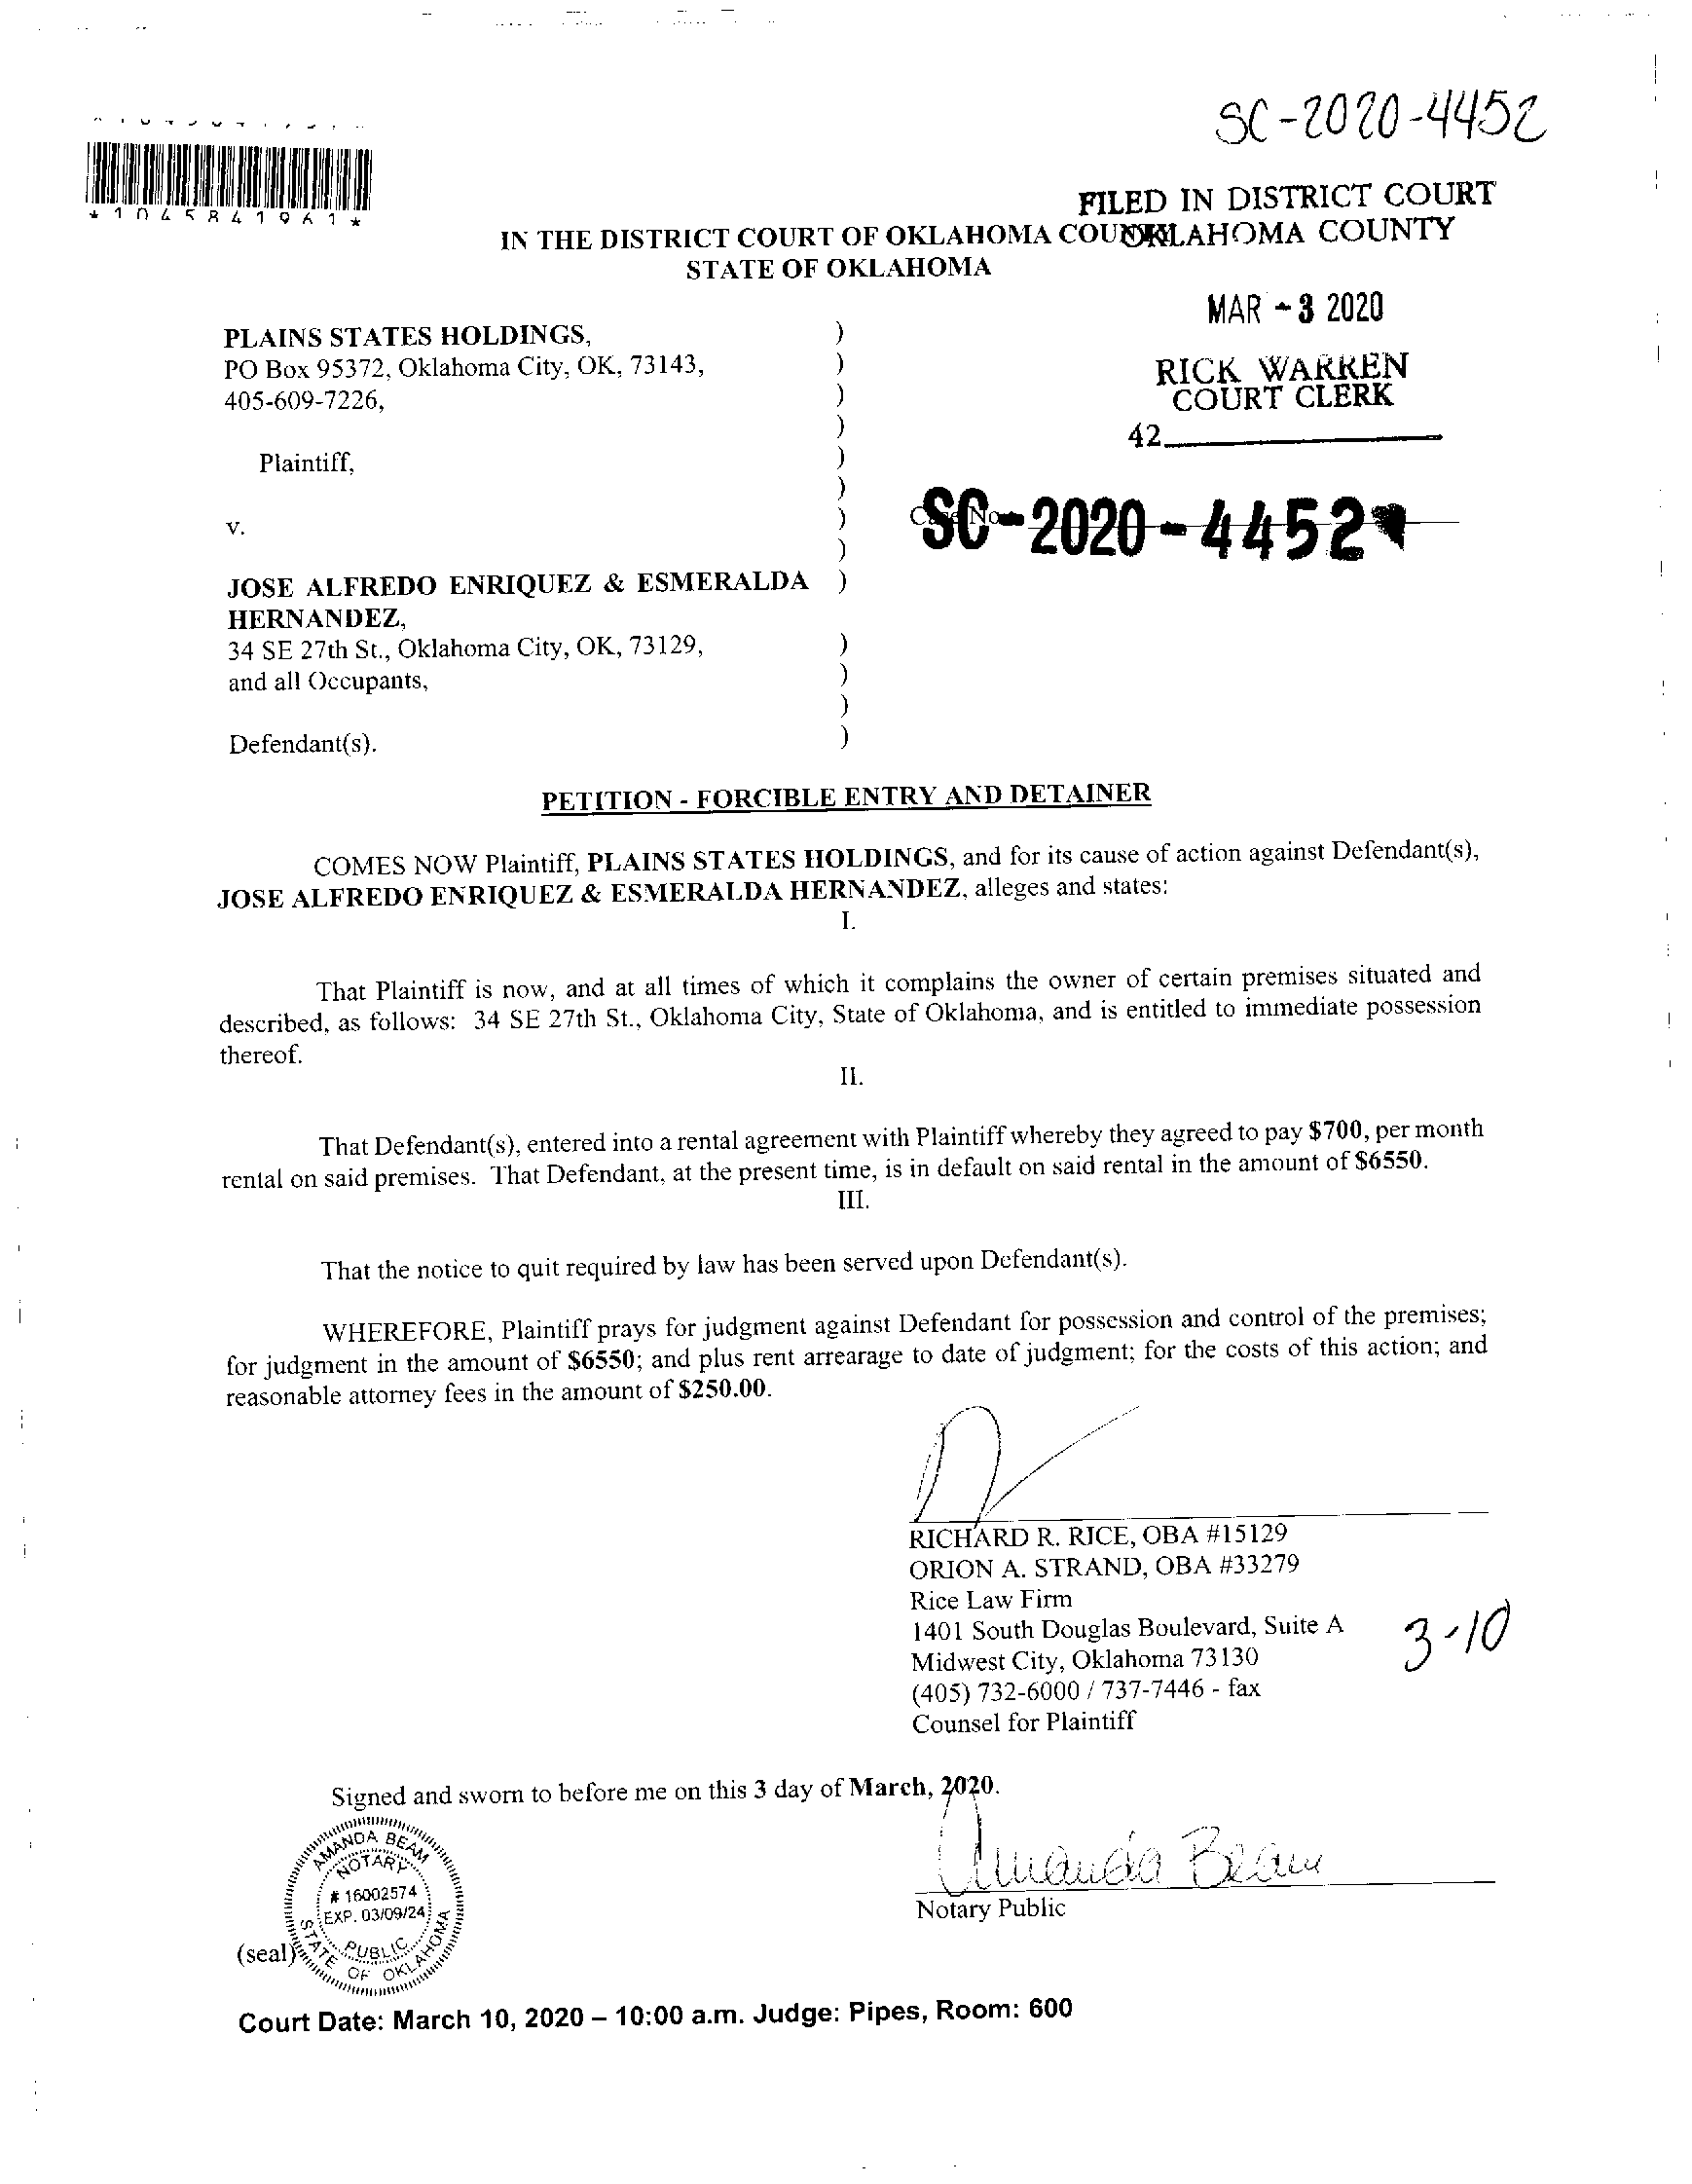 SC-2020-4452
*1045841961*
FILED IN DISTRICT COURT
OKLAHOMA COUNTY
IN THE DISTRICT COURT OF OKLAHOMA
STATE OF OKLAHOMA
MAR - 3 2020
RICK WARREN
COURT CLERK
42
PLAINS STATES HOLDINGS, )
PO Box 95372, Oklahoma City, OK, 73143, )
405-609-7226, )
)
Plaintiff, )
)
v. )
)
Case No.
SC-2020-4452
JOSE ALFREDO ENRIQUEZ & ESMERALDA )
HERNANDEZ,
34 SE 27th St., Oklahoma City, OK, 73129, )
and all Occupants, )
)
Defendant(s). )
PETITION - FORCIBLE ENTRY AND DETAINER
COMES NOW Plaintiff, PLAINS STATES HOLDINGS, and for its cause of action against Defendant(s),
JOSE ALFREDO ENRIQUEZ & ESMERALDA HERNANDEZ, alleges and states:
I.
That Plaintiff is now, and at all times of which it complains the owner of certain premises situated and
described, as follows: 34 SE 27th St., Oklahoma City, State of Oklahoma, and is entitled to immediate possession
thereof.
II.
That Defendant(s), entered into a rental agreement with Plaintiff whereby they agreed to pay $700, per month
rental on said premises. That Defendant, at the present time, is in default on said rental in the amount of $6550.
III.
That the notice to quit required by law has been served upon Defendant(s).
WHEREFORE, Plaintiff prays for judgment against Defendant for possession and control of the premises;
for judgment in the amount of $6550; and plus rent arrearage to date of judgment; for the costs of this action; and
reasonable attorney fees in the amount of $250.00.
RICHARD R. RICE, OBA #15129
ORION A. STRAND, OBA #33279
Rice Law Firm
1401 South Douglas Boulevard, Suite A
Midwest City, Oklahoma 73130
(405) 732-6000 / 737-7446 - fax
Counsel for Plaintiff
3-10
Signed and sworn to before me on this 3 day of March, 2020.
Amanda Beam
Notary Public
AMANDA BEAM
NOTARY
# 16002574
EXP. 03/09/24
PUBLIC
STATE OF OKLAHOMA
(seal)
Court Date: March 10, 2020 – 10:00 a.m. Judge: Pipes, Room: 600